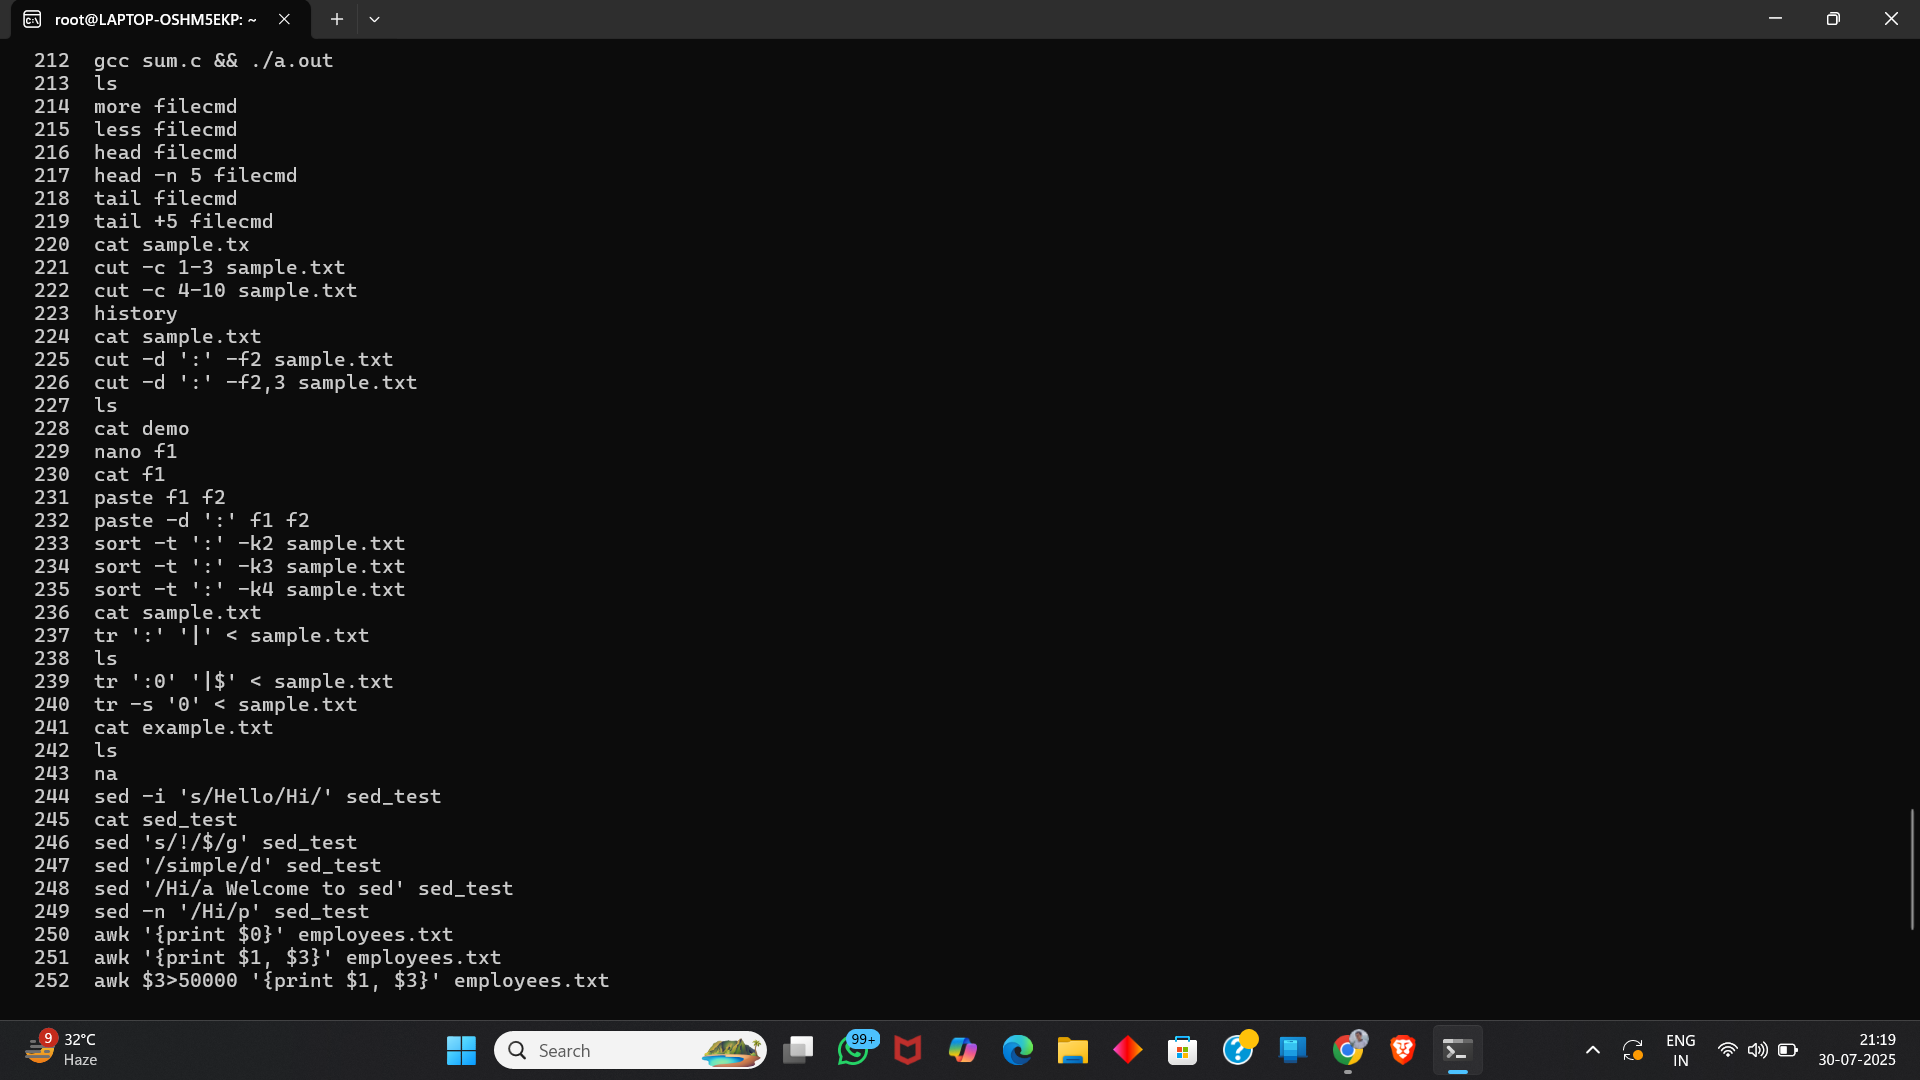 root@LAPTOP-OSHM5EKP: ~
212 gcc sum.c && ./a.out
213 ls
214 more filecmd
215 less filecmd
216 head filecmd
217 head -n 5 filecmd
218 tail filecmd
219 tail +5 filecmd
220 cat sample.tx
221 cut -c 1-3 sample.txt
222 cut -c 4-10 sample.txt
223 history
224 cat sample.txt
225 cut -d ':' -f2 sample.txt
226 cut -d ':' -f2,3 sample.txt
227 ls
228 cat demo
229 nano f1
230 cat f1
231 paste f1 f2
232 paste -d ':' f1 f2
233 sort -t ':' -k2 sample.txt
234 sort -t ':' -k3 sample.txt
235 sort -t ':' -k4 sample.txt
236 cat sample.txt
237 tr ':' '|' < sample.txt
238 ls
239 tr ':0' '|$' < sample.txt
240 tr -s '0' < sample.txt
241 cat example.txt
242 ls
243 na
244 sed -i 's/Hello/Hi/' sed_test
245 cat sed_test
246 sed 's/!/$/g' sed_test
247 sed '/simple/d' sed_test
248 sed '/Hi/a Welcome to sed' sed_test
249 sed -n '/Hi/p' sed_test
250 awk '{print $0}' employees.txt
251 awk '{print $1, $3}' employees.txt
252 awk $3>50000 '{print $1, $3}' employees.txt
9 32°C
Haze
Search
99+
ENG
IN
21:19
30-07-2025